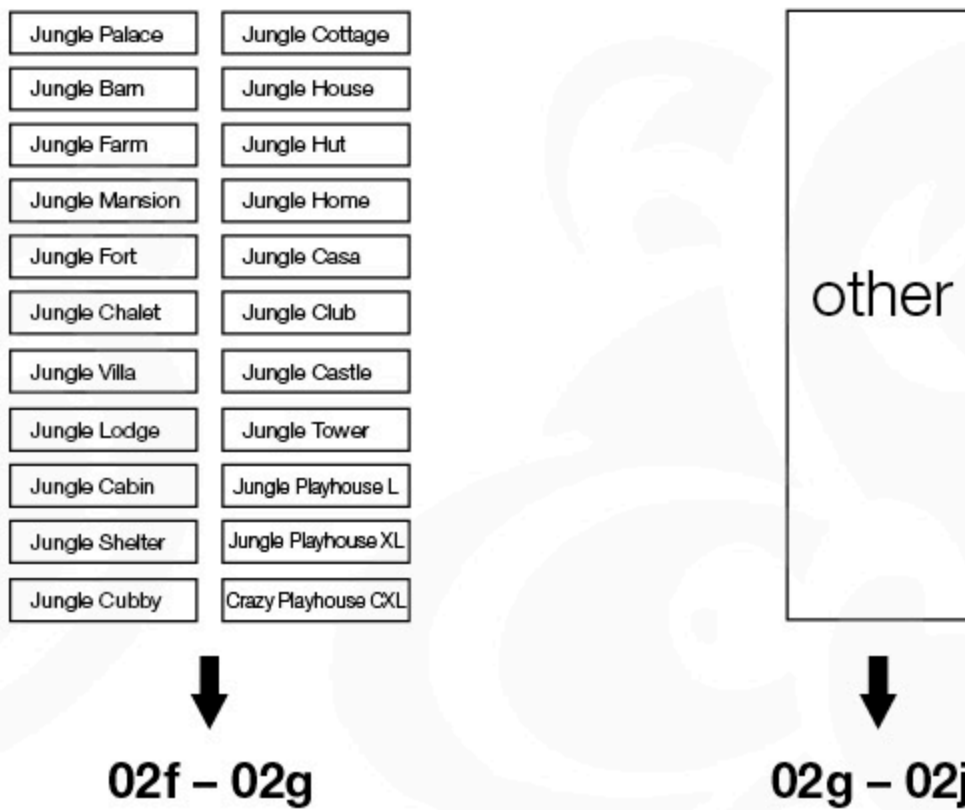 Jungle Palace
Jungle Barn
Jungle Farm
Jungle Mansion
Jungle Fort
Jungle Chalet
Jungle Villa
Jungle Lodge
Jungle Cabin
Jungle Shelter
Jungle Cubby
Jungle Cottage
Jungle House
Jungle Hut
Jungle Home
Jungle Casa
Jungle Club
Jungle Castle
Jungle Tower
Jungle Playhouse L
Jungle Playhouse XL
Crazy Playhouse CXL
02f – 02g
other
02g – 02j